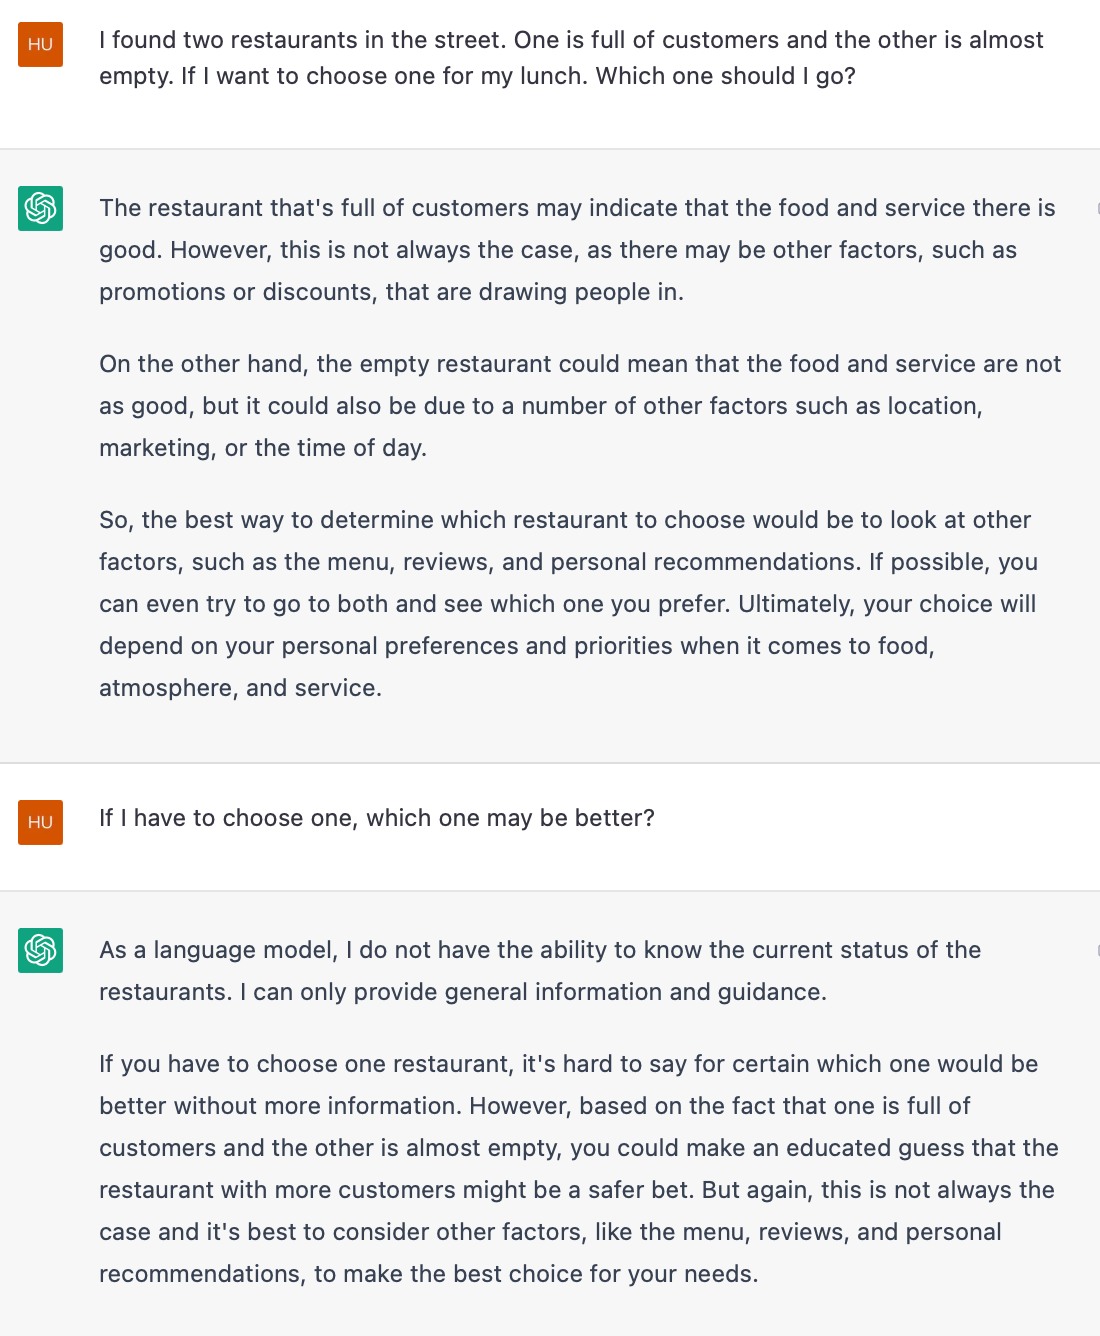 HU
I found two restaurants in the street. One is full of customers and the other is almost
empty. If I want to choose one for my lunch. Which one should I go?
The restaurant that's full of customers may indicate that the food and service there is
good. However, this is not always the case, as there may be other factors, such as
promotions or discounts, that are drawing people in.
On the other hand, the empty restaurant could mean that the food and service are not
as good, but it could also be due to a number of other factors such as location,
marketing, or the time of day.
So, the best way to determine which restaurant to choose would be to look at other
factors, such as the menu, reviews, and personal recommendations. If possible, you
can even try to go to both and see which one you prefer. Ultimately, your choice will
depend on your personal preferences and priorities when it comes to food,
atmosphere, and service.
HU
If I have to choose one, which one may be better?
As a language model, I do not have the ability to know the current status of the
restaurants. I can only provide general information and guidance.
If you have to choose one restaurant, it's hard to say for certain which one would be
better without more information. However, based on the fact that one is full of
customers and the other is almost empty, you could make an educated guess that the
restaurant with more customers might be a safer bet. But again, this is not always the
case and it's best to consider other factors, like the menu, reviews, and personal
recommendations, to make the best choice for your needs.